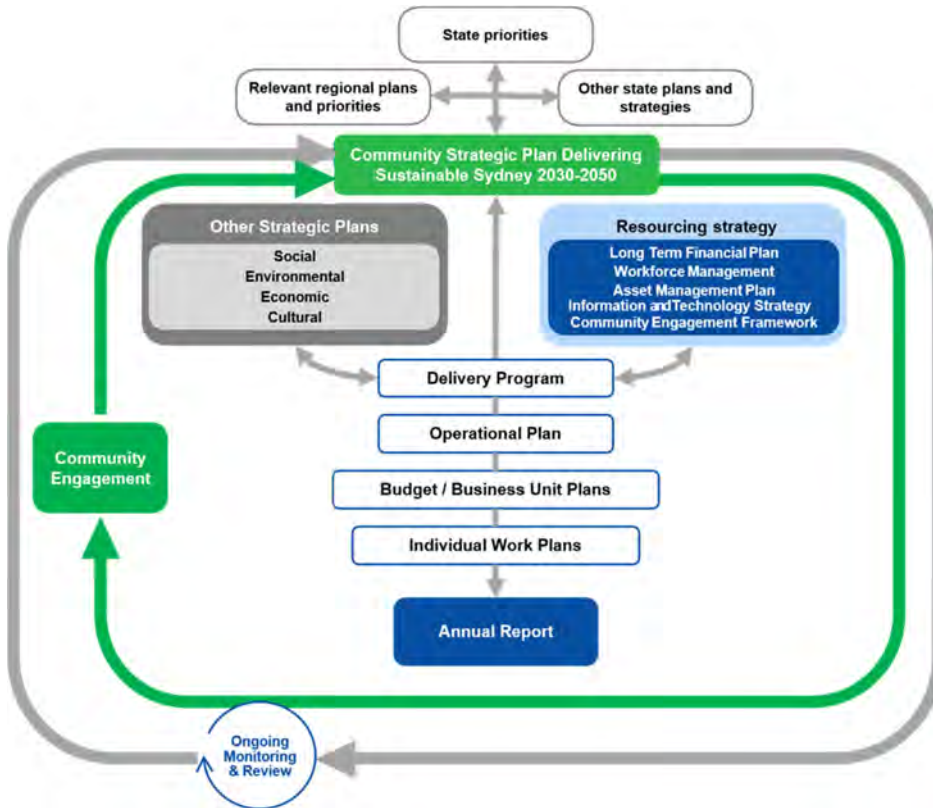 State priorities
Relevant regional plans
and priorities
Other state plans and
strategies
Community Strategic Plan Delivering
Sustainable Sydney 2030-2050
Other Strategic Plans
Social
Environmental
Economic
Cultural
Resourcing strategy
Long Term Financial Plan
Workforce Management
Asset Management Plan
Information and Technology Strategy
Community Engagement Framework
Delivery Program
Operational Plan
Community
Engagement
Budget / Business Unit Plans
Individual Work Plans
Annual Report
Ongoing
Monitoring
& Review